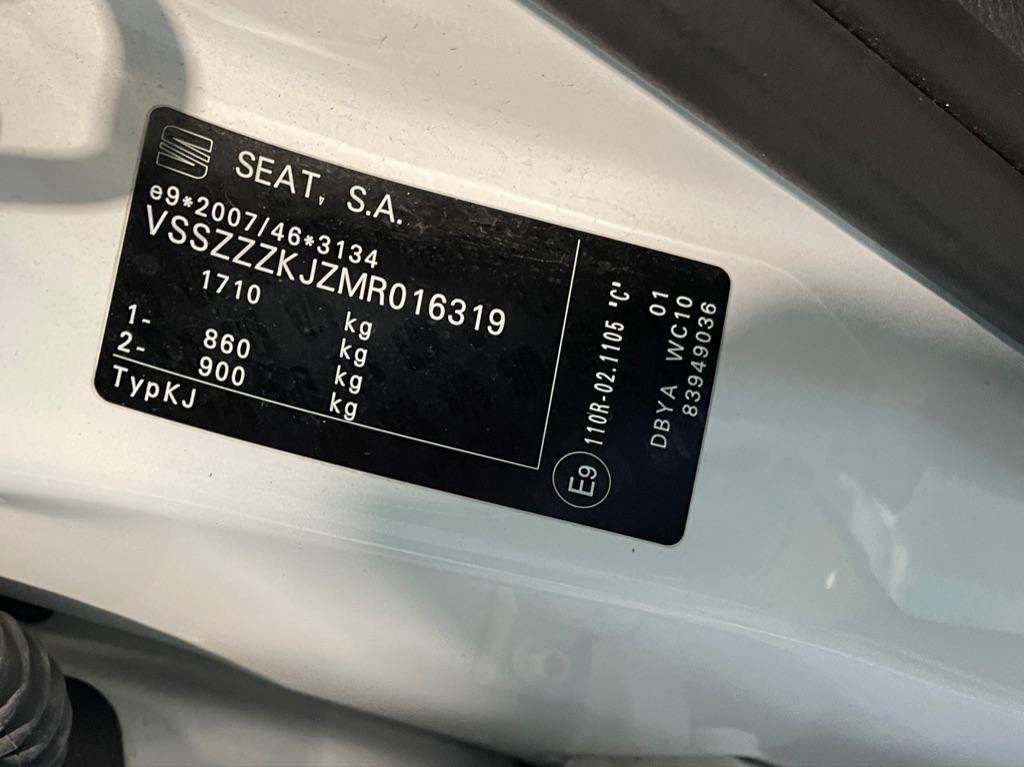 SEAT, S.A.
e9*2007/46*3134
VSSZZZKJZMR016319
1710 kg
kg
1- 860 kg
2- 900 kg
TypKJ
E9 110R-02.1105 "C"
DBYA WC10 01
83949036